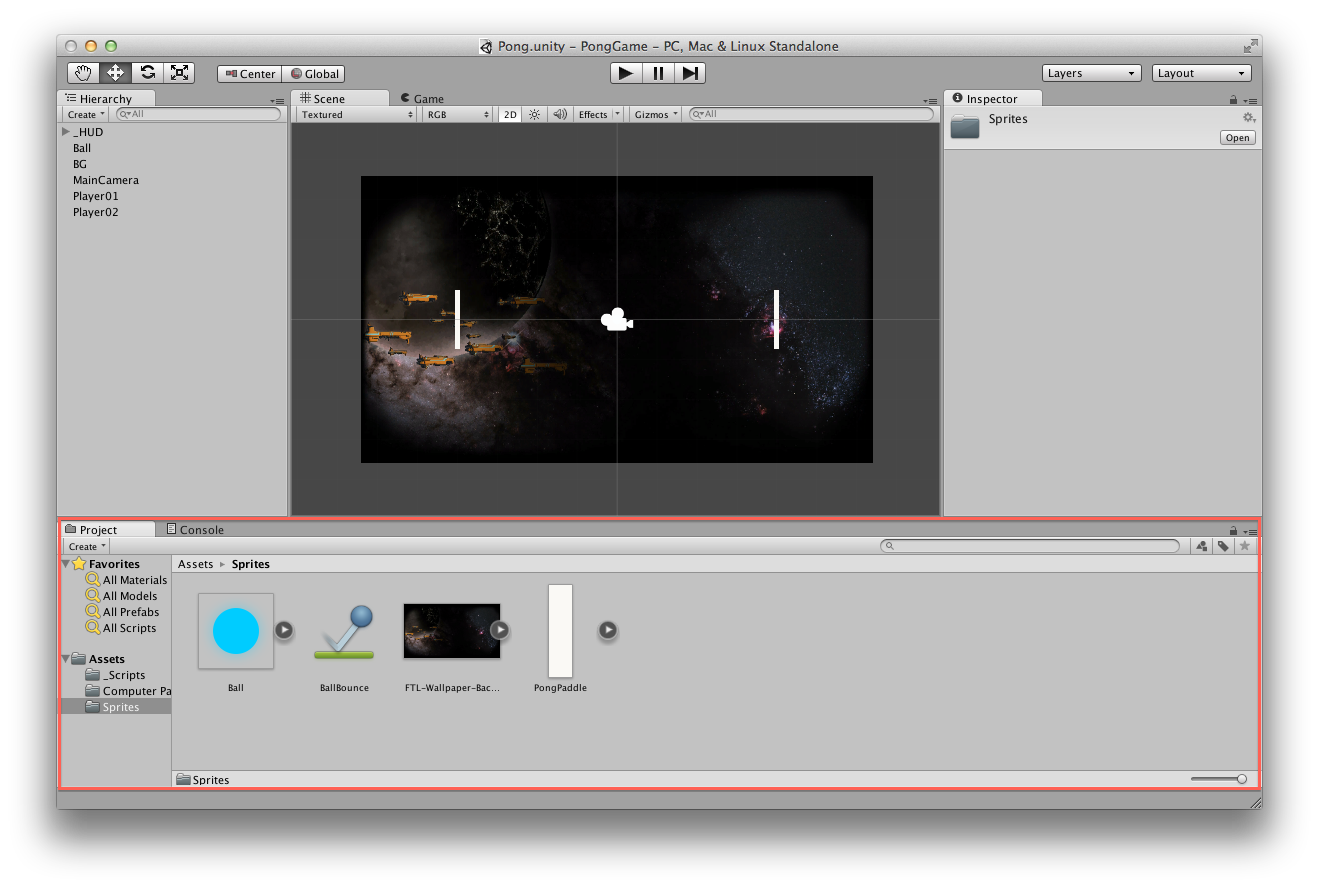 Pong.unity – PongGame – PC, Mac & Linux Standalone
Center Global Layers Layout
Hierarchy
Create All
_HUD
Ball
BG
MainCamera
Player01
Player02
Scene Game
Textured RGB 2D Effects Gizmos All
Inspector
Sprites
Open
Project Console
Create
Favorites
All Materials
All Models
All Prefabs
All Scripts
Assets
_Scripts
Computer Pa
Sprites
Assets Sprites
Ball BallBounce FTL-Wallpaper-Bac... PongPaddle
Sprites